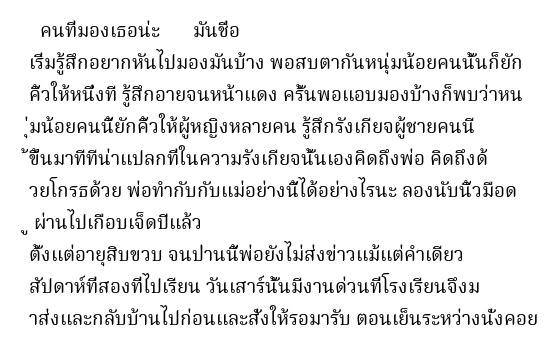 คนที่มองเธอน่ะ มันชื่อ
เริ่มรู้สึกอยากหันไปมองมันบ้าง พอสบตากันหนุ่มน้อยคนนั้นก็ยัก
คิ้วให้หนึ่งที รู้สึกอายจนหน้าแดง ครั้นพอแอบมองบ้างก็พบว่าหน
ุ่มน้อยคนนี้ยักคิ้วให้ผู้หญิงหลายคน รู้สึกรังเกียจผู้ชายคนนี
้ขึ้นมาทีทีน่าแปลกที่ในความรังเกียจนั้นเองคิดถึงพ่อ คิดถึงด้
วยโกรธด้วย พ่อทำกับกับแม่อย่างนี้ได้อย่างไรนะ ลองนับนิ้วมือด
ู ผ่านไปเกือบเจ็ดปีแล้ว
ตั้งแต่อายุสิบขวบ จนปานนี้พ่อยังไม่ส่งข่าวแม้แต่คำเดียว
สัปดาห์ที่สองที่ไปเรียน วันเสาร์นั้นมีงานด่วนที่โรงเรียนจึงม
าส่งและกลับบ้านไปก่อนและสั่งให้รอมารับ ตอนเย็นระหว่างนั่งคอย